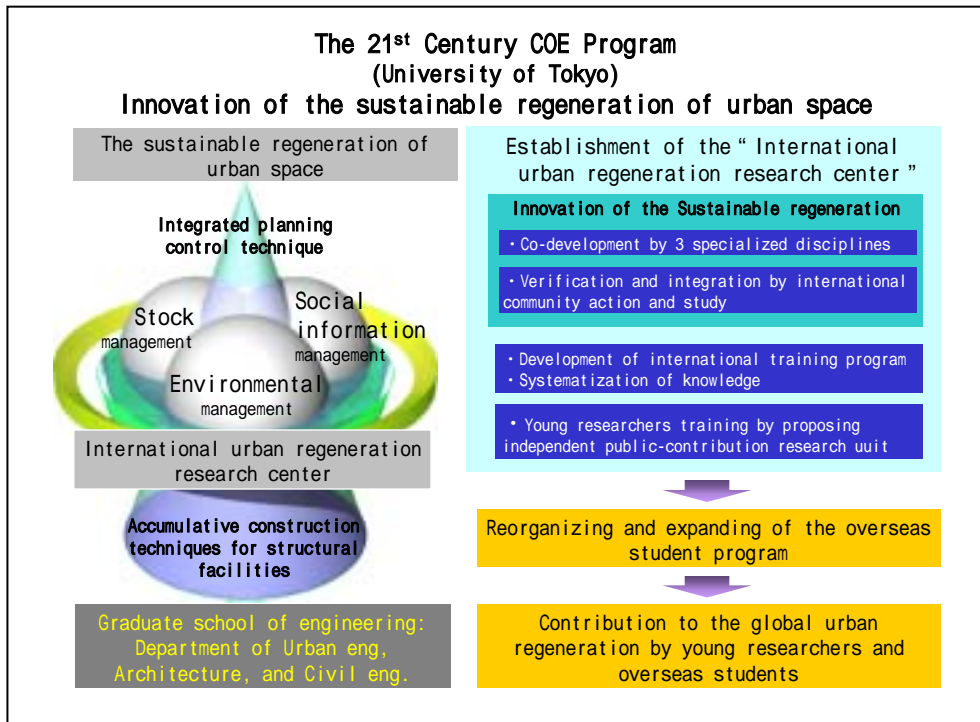 The 21st Century COE Program
(University of Tokyo)
Innovation of the sustainable regeneration of urban space
The sustainable regeneration of
urban space
Integrated planning
control technique
Stock
management
Social
information
management
Environmental
management
International urban regeneration
research center
Accumulative construction
techniques for structural
facilities
Graduate school of engineering:
Department of Urban eng,
Architecture, and Civil eng.
Establishment of the “ International
urban regeneration research center ”
Innovation of the Sustainable regeneration
・Co-development by 3 specialized disciplines
・Verification and integration by international
community action and study
・Development of international training program
・Systematization of knowledge
・Young researchers training by proposing
independent public-contribution research uuit
Reorganizing and expanding of the overseas
student program
Contribution to the global urban
regeneration by young researchers and
overseas students